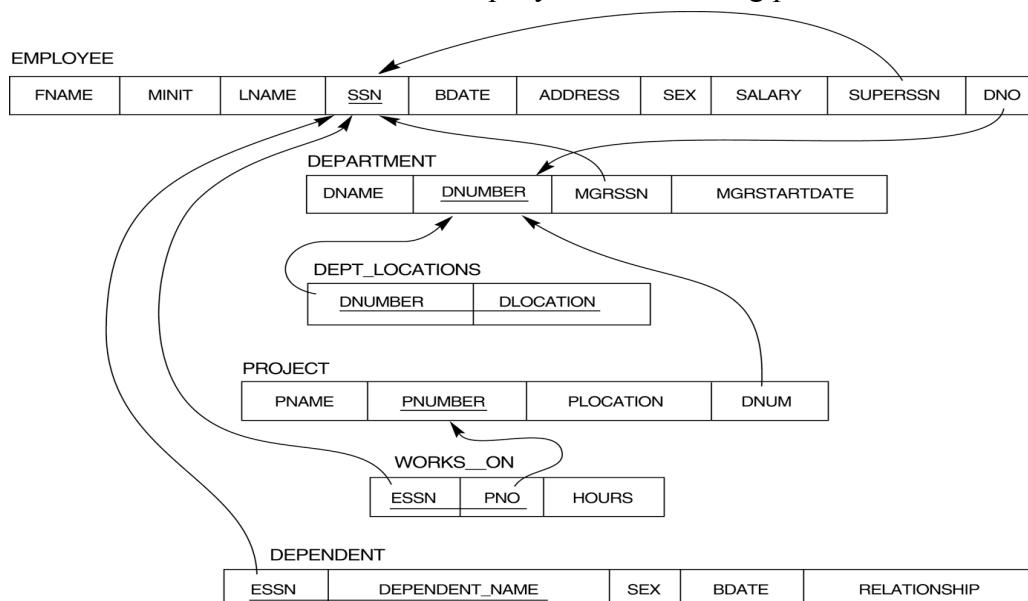 EMPLOYEE
FNAME MINIT LNAME SSN BDATE ADDRESS SEX SALARY SUPERSSN DNO
DEPARTMENT
DNAME DNUMBER MGRSSN MGRSTARTDATE
DEPT_LOCATIONS
DNUMBER DLOCATION
PROJECT
PNAME PNUMBER PLOCATION DNUM
WORKS__ON
ESSN PNO HOURS
DEPENDENT
ESSN DEPENDENT_NAME SEX BDATE RELATIONSHIP